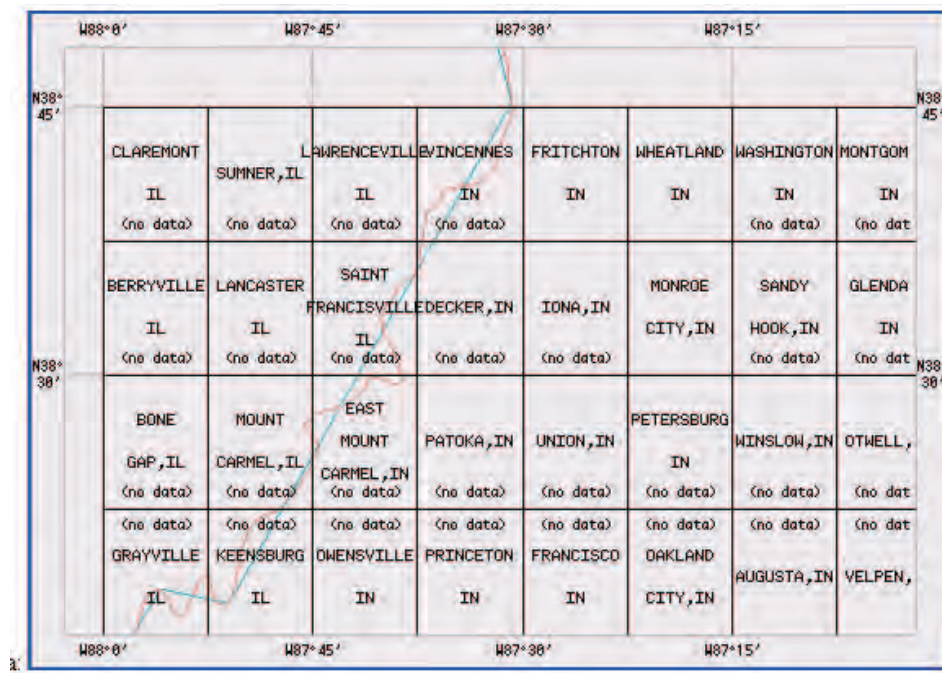 W88°0′ W87°45′ W87°30′ W87°15′
N38° N38°
45′ 45′
CLAREMONT
IL
(no data)
SUMNER,IL
(no data)
LAWRENCEVILLE
IL
(no data)
VINCENNES
IN
(no data)
FRITCHTON
IN
WHEATLAND
IN
WASHINGTON
IN
(no data)
MONTGOM
IN
(no dat
BERRYVILLE
IL
(no data)
LANCASTER
IL
(no data)
SAINT
FRANCISVILLE
IL
(no data)
DECKER,IN
(no data)
IONA,IN
(no data)
MONROE
CITY,IN
SANDY
HOOK,IN
(no data)
GLENDA
IN
(no dat
N38° N38°
30′ 30′
BONE
GAP,IL
(no data)
MOUNT
CARMEL,IL
(no data)
EAST
MOUNT
CARMEL,IN
(no data)
PATOKA,IN
(no data)
UNION,IN
(no data)
PETERSBURG
IN
(no data)
WINSLOW,IN
(no data)
OTWELL,
(no dat
(no data)
GRAYVILLE
IL
(no data)
KEENSBURG
IL
(no data)
OWENSVILLE
IN
(no data)
PRINCETON
IN
(no data)
FRANCISCO
IN
(no data)
OAKLAND
CITY,IN
(no data)
AUGUSTA,IN
(no dat
VELPEN,
W88°0′ W87°45′ W87°30′ W87°15′
a: